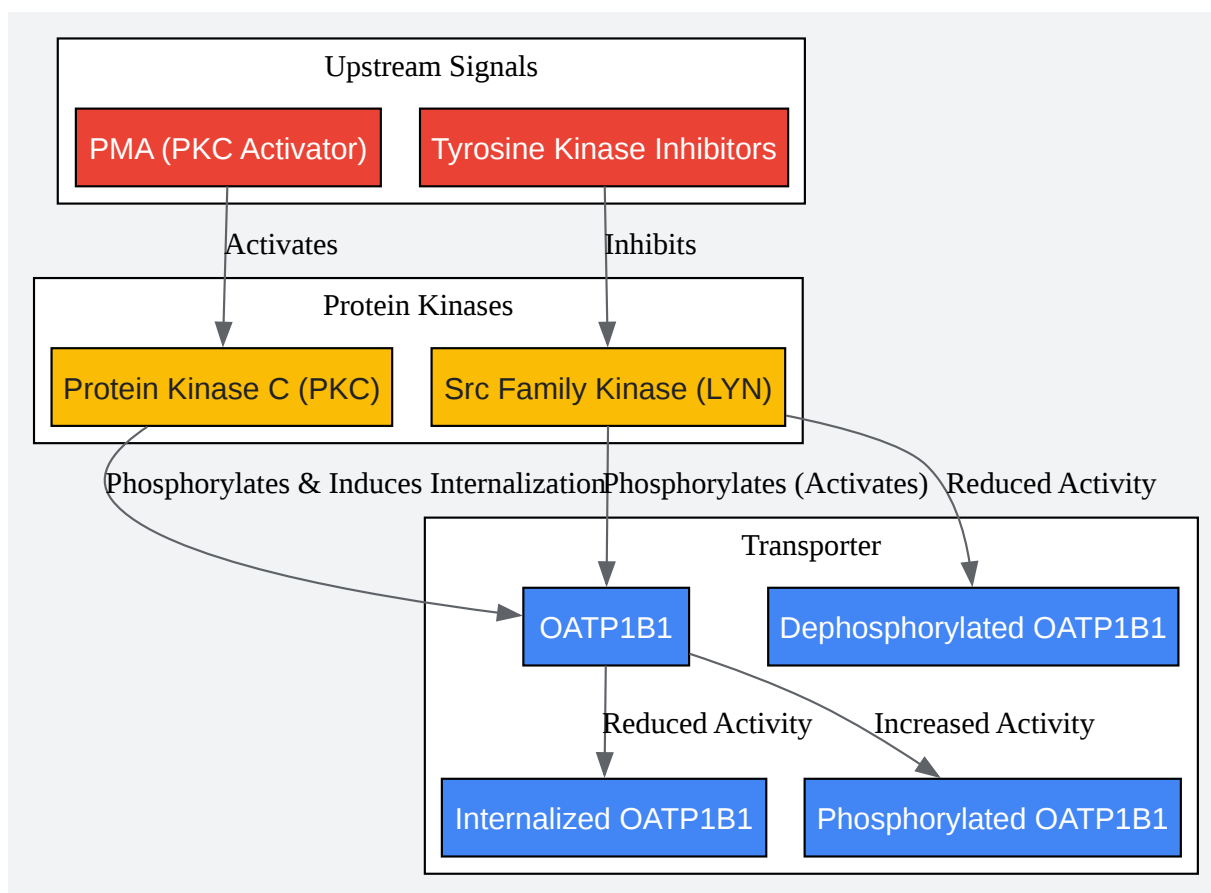 Upstream Signals
PMA (PKC Activator)
Tyrosine Kinase Inhibitors
Activates
Inhibits
Protein Kinases
Protein Kinase C (PKC)
Src Family Kinase (LYN)
Phosphorylates & Induces Internalization
Phosphorylates (Activates)
Reduced Activity
Transporter
OATP1B1
Dephosphorylated OATP1B1
Reduced Activity
Increased Activity
Internalized OATP1B1
Phosphorylated OATP1B1